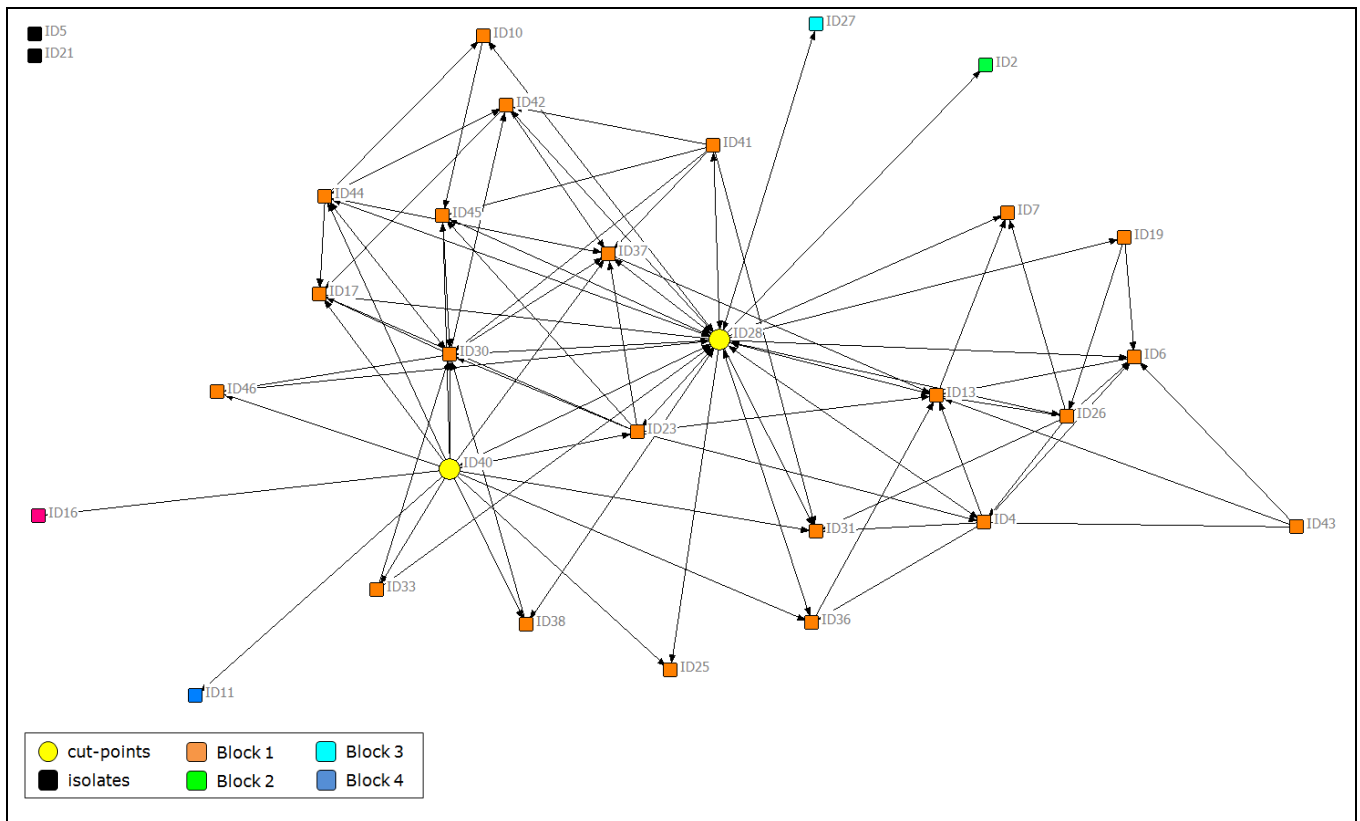 ID5
ID21
ID10
ID27
ID2
ID42
ID41
ID44
ID45
ID7
ID19
ID37
ID17
ID28
ID30
ID6
ID46
ID13
ID26
ID23
ID40
ID16
ID31
ID4
ID43
ID33
ID38
ID36
ID25
ID11
cut-points Block 1 Block 3
isolates Block 2 Block 4